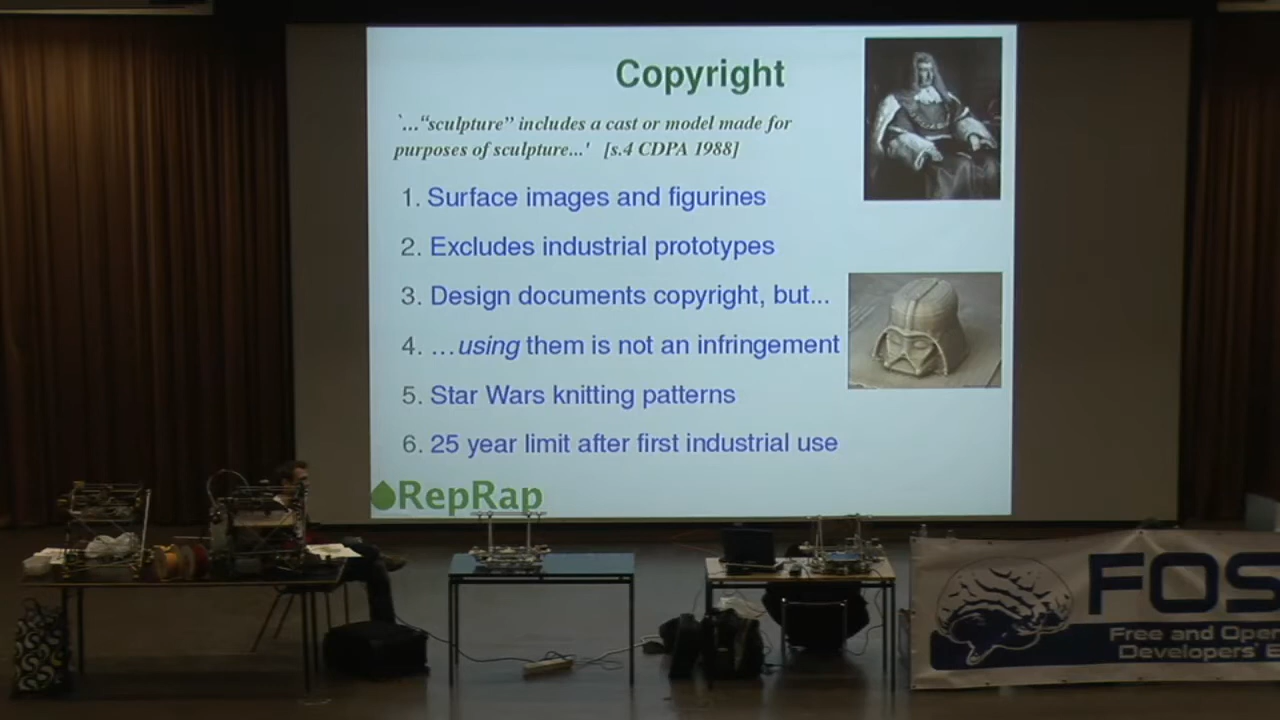 Copyright
`…“sculpture” includes a cast or model made for
purposes of sculpture...' [s.4 CDPA 1988]
1. Surface images and figurines
2. Excludes industrial prototypes
3. Design documents copyright, but...
4. …using them is not an infringement
5. Star Wars knitting patterns
6. 25 year limit after first industrial use
RepRap
FOS
Free and Open
Developers' E